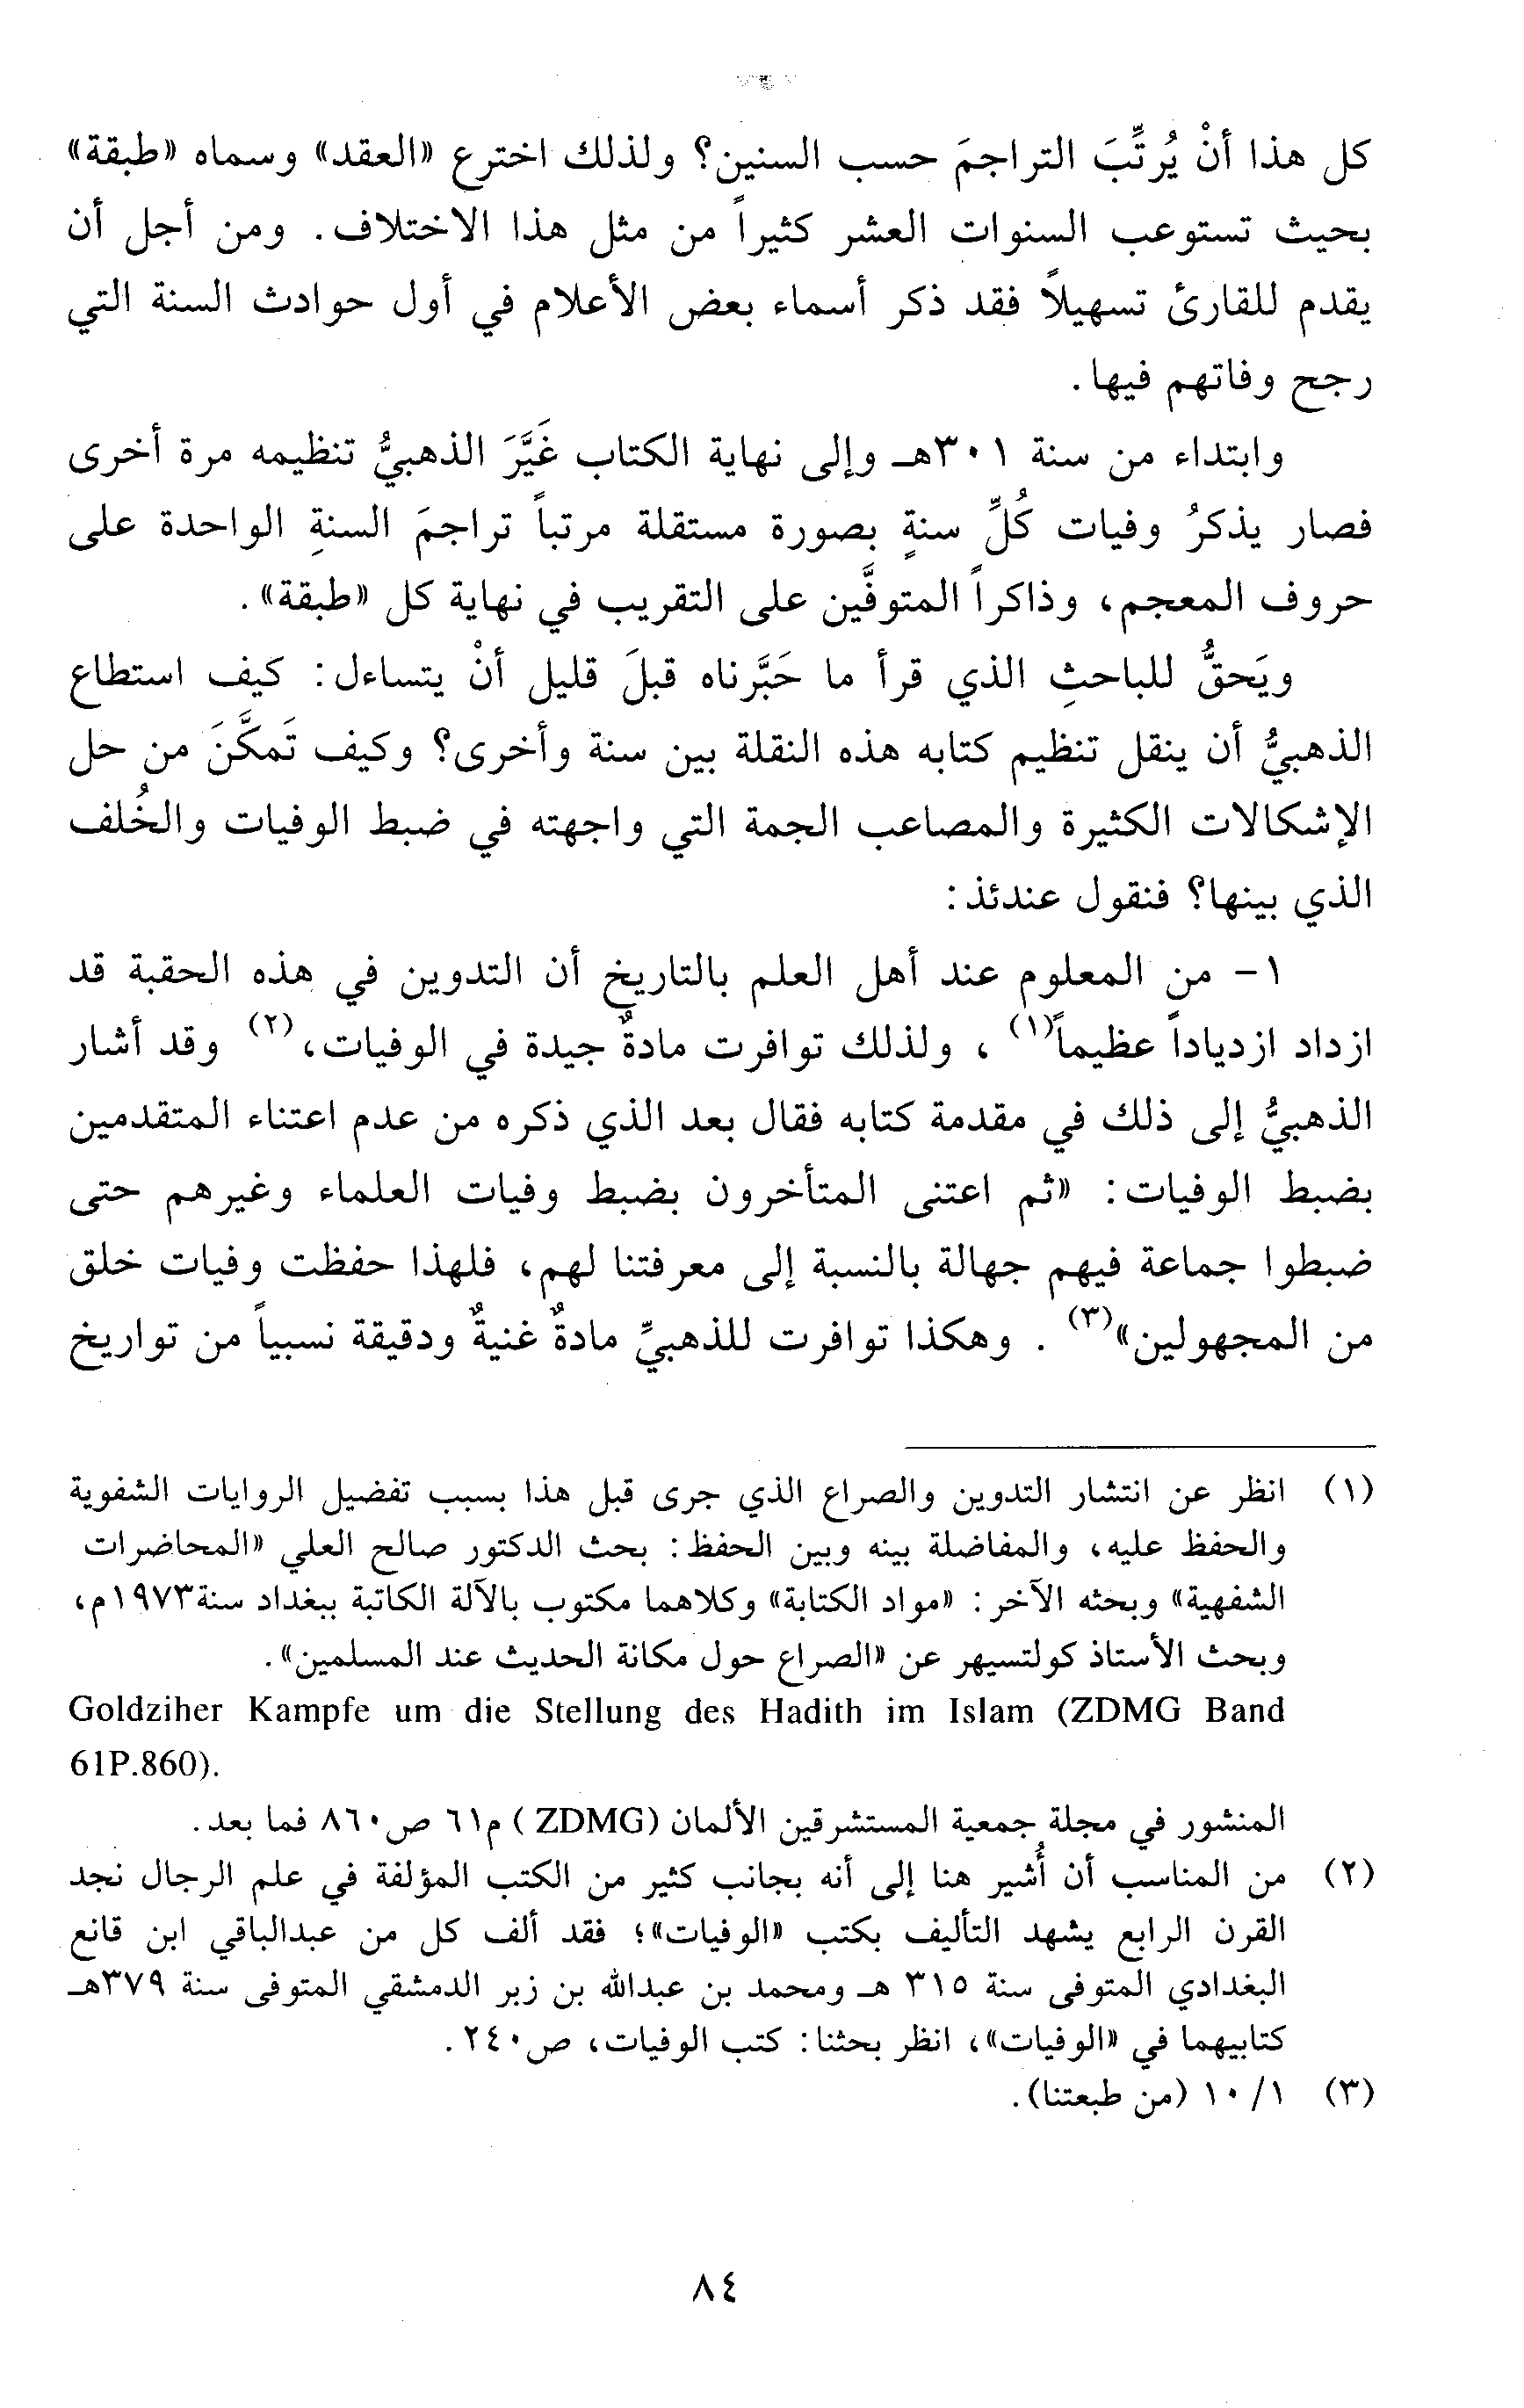 كل هذا أنْ يُرتِّبَ التراجمَ حسب السنين؟ ولذلك اخترع «العقد» وسماه «طبقة»
بحيث تستوعب السنوات العشر كثيراً من مثل هذا الاختلاف. ومن أجل أن
يقدم للقارئ تسهيلاً فقد ذكر أسماء بعض الأعلام في أول حوادث السنة التي
رجح وفاتهم فيها.
وابتداء من سنة ٣٠١هـ وإلى نهاية الكتاب غَيَّرَ الذهبيُّ تنظيمه مرة أخرى
فصار يذكرُ وفيات كُلِّ سنةٍ بصورة مستقلة مرتباً تراجمَ السنةِ الواحدة على
حروف المعجم، وذاكراً المتوفَّين على التقريب في نهاية كل «طبقة».
ويَحقُّ للباحثِ الذي قرأ ما حَبَّرناه قبلَ قليل أنْ يتساءل: كيف استطاع
الذهبيُّ أن ينقل تنظيم كتابه هذه النقلة بين سنة وأخرى؟ وكيف تَمكَّنَ من حل
الإشكالات الكثيرة والمصاعب الجمة التي واجهته في ضبط الوفيات والخُلف
الذي بينها؟ فنقول عندئذ:
١- من المعلوم عند أهل العلم بالتاريخ أن التدوين في هذه الحقبة قد
ازداد ازدياداً عظيماً(١)، ولذلك توافرت مادةٌ جيدة في الوفيات،(٢) وقد أشار
الذهبيُّ إلى ذلك في مقدمة كتابه فقال بعد الذي ذكره من عدم اعتناء المتقدمين
بضبط الوفيات: «ثم اعتنى المتأخرون بضبط وفيات العلماء وغيرهم حتى
ضبطوا جماعة فيهم جهالة بالنسبة إلى معرفتنا لهم، فلهذا حفظت وفيات خلق
من المجهولين»(٣). وهكذا توافرت للذهبيِّ مادةٌ غنيةٌ ودقيقة نسبياً من تواريخ
(١) انظر عن انتشار التدوين والصراع الذي جرى قبل هذا بسبب تفضيل الروايات الشفوية
والحفظ عليه، والمفاضلة بينه وبين الحفظ: بحث الدكتور صالح العلي «المحاضرات
الشفهية» وبحثه الآخر: «مواد الكتابة» وكلاهما مكتوب بالآلة الكاتبة ببغداد سنة١٩٧٣م،
وبحث الأستاذ كولتسيهر عن «الصراع حول مكانة الحديث عند المسلمين».
Goldziher Kampfe um die Stellung des Hadith im Islam (ZDMG Band
61P.860).
المنشور في مجلة جمعية المستشرقين الألمان (ZDMG ) م٦١ ص٨٦٠ فما بعد.
(٢) من المناسب أن أُشير هنا إلى أنه بجانب كثير من الكتب المؤلفة في علم الرجال نجد
القرن الرابع يشهد التأليف بكتب «الوفيات»؛ فقد ألف كل من عبدالباقي ابن قانع
البغدادي المتوفى سنة ٣١٥ هـ ومحمد بن عبدالله بن زبر الدمشقي المتوفى سنة ٣٧٩هـ
كتابيهما في «الوفيات»، انظر بحثنا: كتب الوفيات، ص٢٤٠.
(٣) ١٠/١ (من طبعتنا).
٨٤